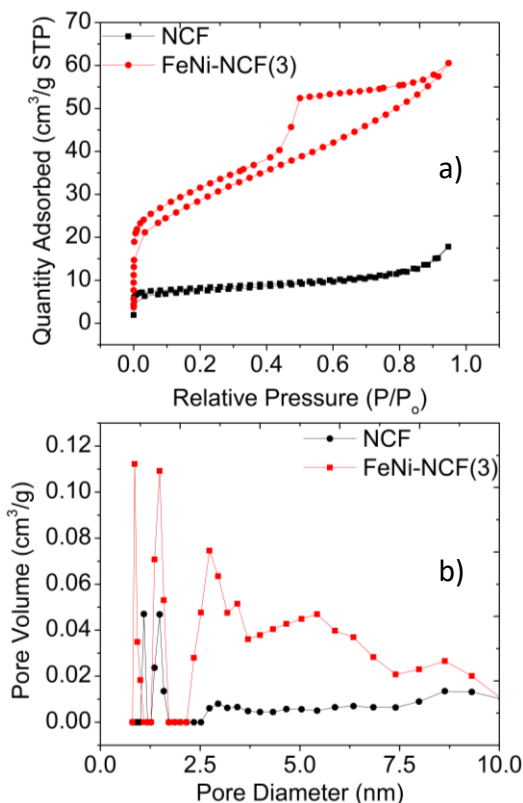 70
60
50
40
30
20
10
0
Quantity Adsorbed (cm³/g STP)
NCF
FeNi-NCF(3)
a)
0.0 0.2 0.4 0.6 0.8 1.0
Relative Pressure (P/Pₒ)
0.12
0.10
0.08
0.06
0.04
0.02
0.00
Pore Volume (cm³/g)
NCF
FeNi-NCF(3)
b)
0.0 2.5 5.0 7.5 10.0
Pore Diameter (nm)